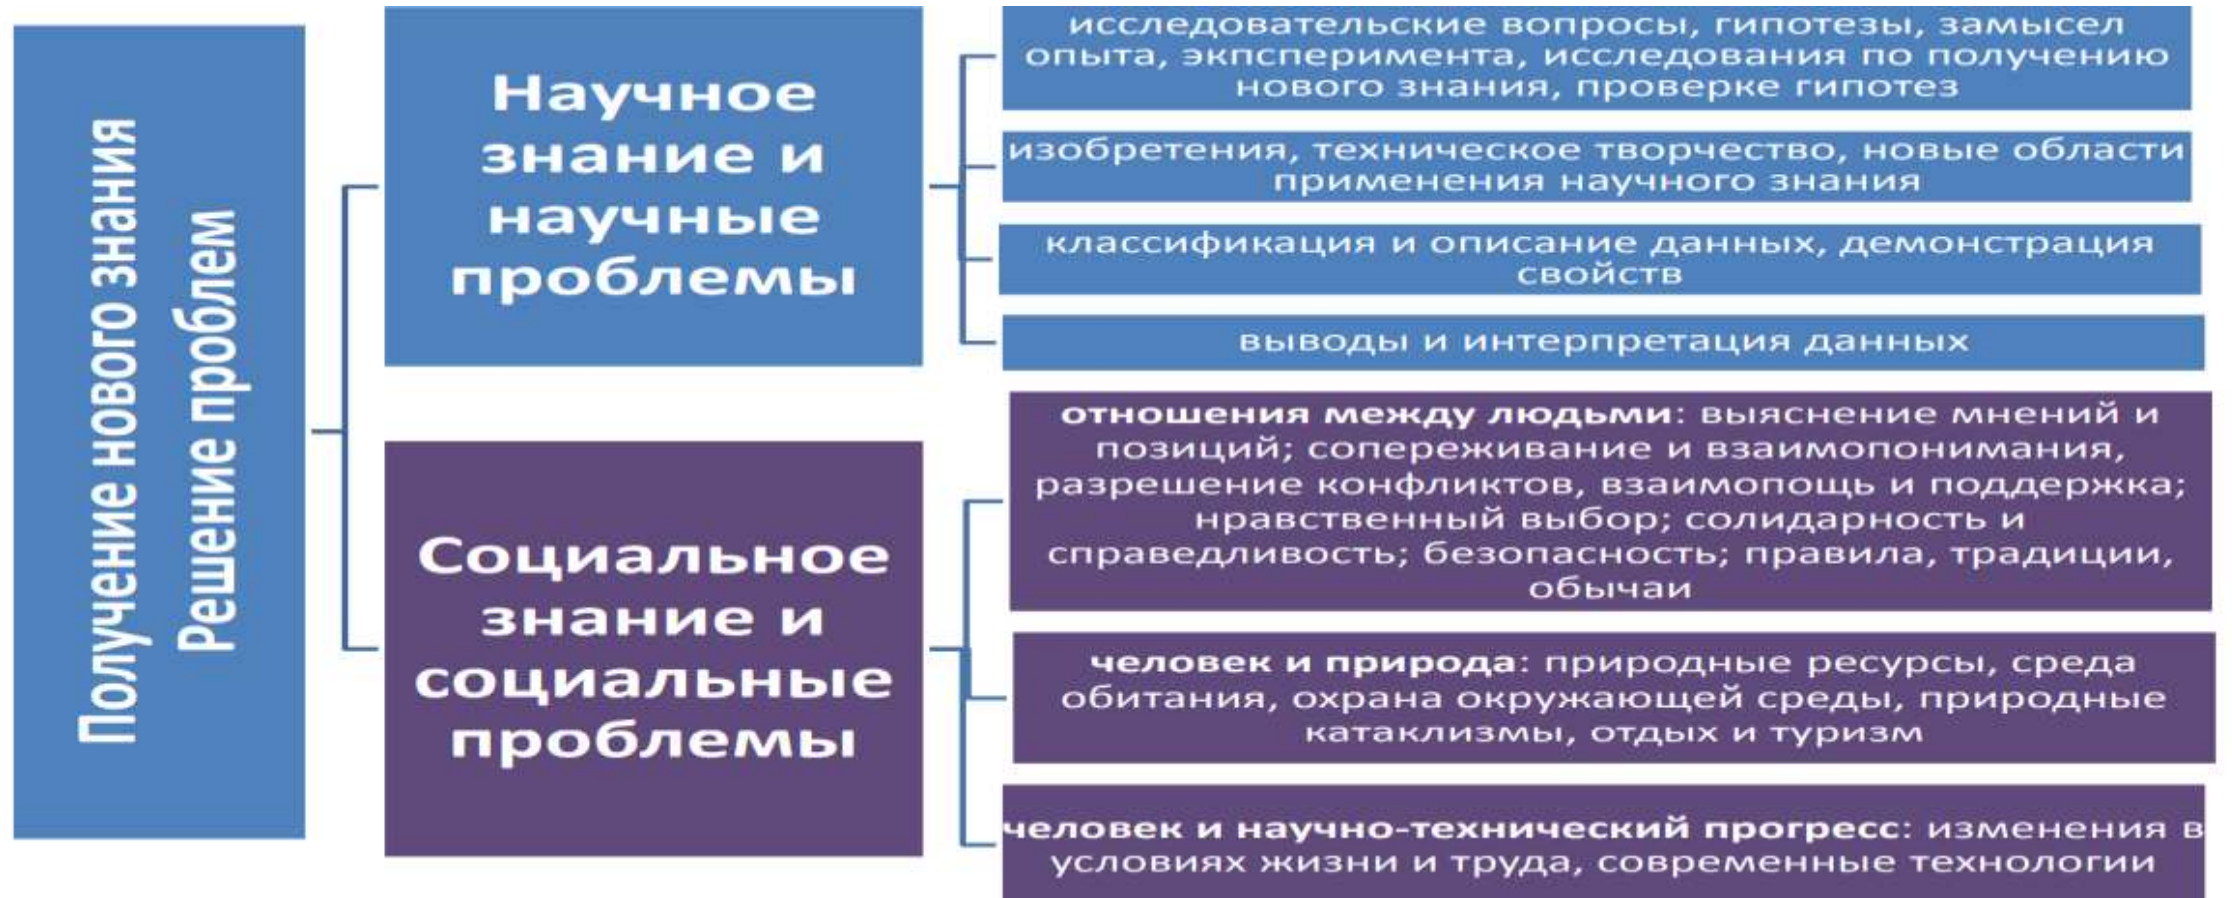 Получение нового знания
Решение проблем
Научное
знание и
научные
проблемы
исследовательские вопросы, гипотезы, замысел
опыта, экпсперимента, исследования по получению
нового знания, проверке гипотез
изобретения, техническое творчество, новые области
применения научного знания
классификация и описание данных, демонстрация
свойств
выводы и интерпретация данных
Социальное
знание и
социальные
проблемы
отношения между людьми: выяснение мнений и
позиций; сопереживание и взаимопонимания,
разрешение конфликтов, взаимопощь и поддержка;
нравственный выбор; солидарность и
справедливость; безопасность; правила, традиции,
обычаи
человек и природа: природные ресурсы, среда
обитания, охрана окружающей среды, природные
катаклизмы, отдых и туризм
человек и научно-технический прогресс: изменения в
условиях жизни и труда, современные технологии